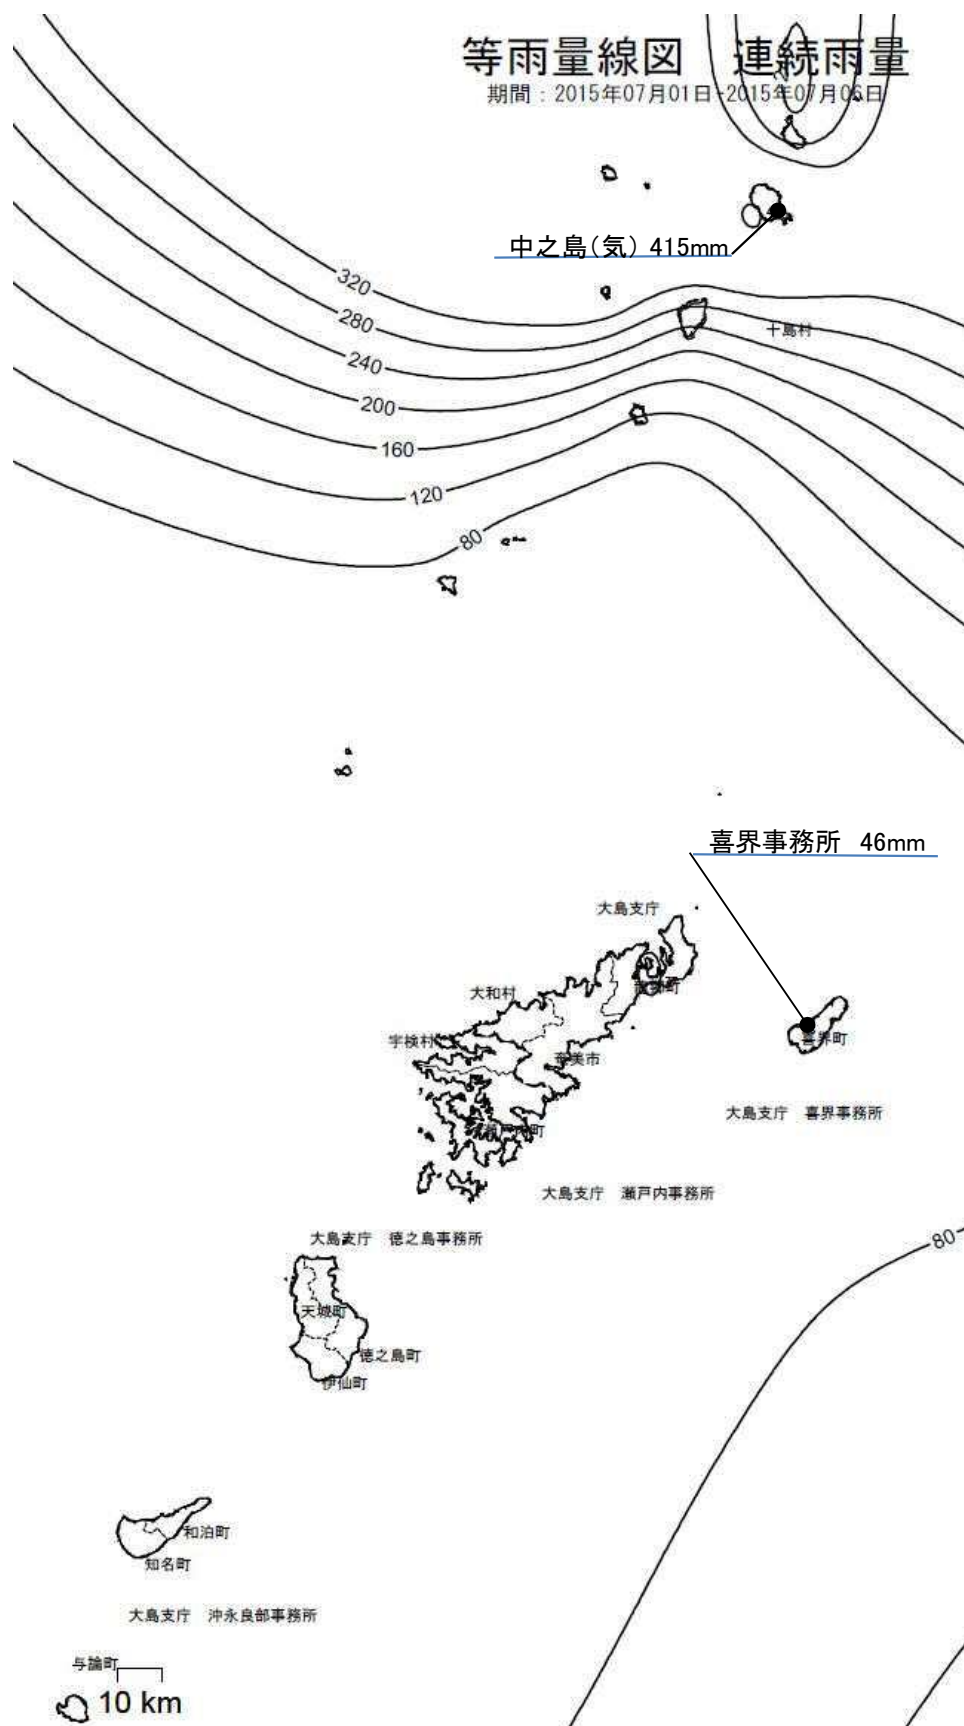 等雨量線図　連続雨量
期間：2015年07月01日-2015年07月06日
中之島(気) 415mm
320
280
十島村
240
200
160
120
80
喜界事務所　46mm
大島支庁
大和村
宇検村
喜界町
奄美市
大島支庁　喜界事務所
瀬戸内町
大島支庁　瀬戸内事務所
大島支庁　徳之島事務所
80
天城町
徳之島町
伊仙町
和泊町
知名町
大島支庁　沖永良部事務所
与論町
10 km